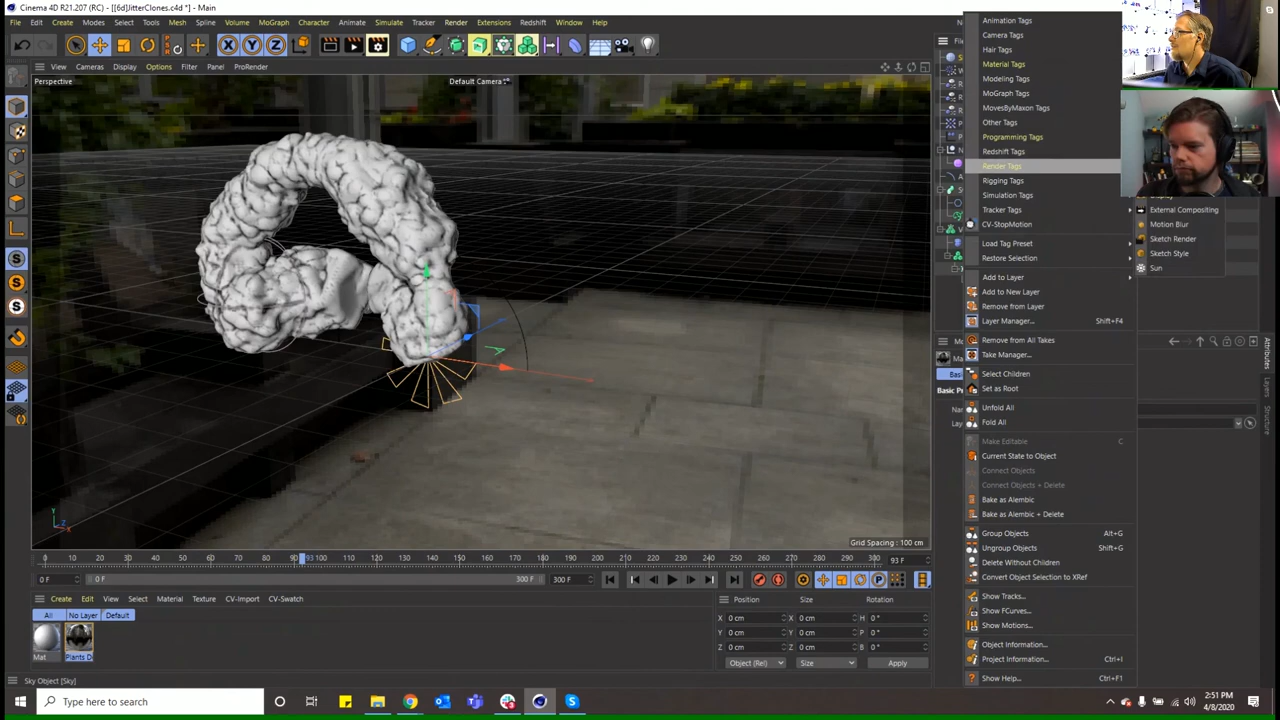 Cinema 4D R21.207 (RC) - [[6d]JitterClones.c4d *] - Main
File Edit Create Modes Select Tools Mesh Spline Volume MoGraph Character Animate Simulate Tracker Render Extensions Redshift Window Help
View Cameras Display Options Filter Panel ProRender
Perspective
Default Camera
Grid Spacing : 100 cm
0 10 20 30 40 50 60 70 80 90 93 100 110 120 130 140 150 160 170 180 190 200 210 220 230 240 250 260 270 280 290 300 93 F
0 F 0 F 300 F 300 F
Create Edit View Select Material Texture CV-Import CV-Swatch
All No Layer Default
Mat Plants D
Position Size Rotation
X 0 cm X 0 cm H 0 °
Y 0 cm Y 0 cm P 0 °
Z 0 cm Z 0 cm B 0 °
Object (Rel) Size Apply
Sky Object [Sky]
Animation Tags
Camera Tags
Hair Tags
Material Tags
Modeling Tags
MoGraph Tags
MovesByMaxon Tags
Other Tags
Programming Tags
Redshift Tags
Render Tags
Rigging Tags
Simulation Tags
Tracker Tags
CV-StopMotion
Load Tag Preset
Restore Selection
Add to Layer
Add to New Layer
Remove from Layer
Layer Manager... Shift+F4
Remove from All Takes
Take Manager...
Select Children
Set as Root
Unfold All
Fold All
Make Editable C
Current State to Object
Connect Objects
Connect Objects + Delete
Bake as Alembic
Bake as Alembic + Delete
Group Objects Alt+G
Ungroup Objects Shift+G
Delete Without Children
Convert Object Selection to XRef
Show Tracks...
Show FCurves...
Show Motions...
Object Information...
Project Information... Ctrl+I
Show Help... Ctrl+F1
External Compositing
Motion Blur
Sketch Render
Sketch Style
Sun
Attributes
Layers
Structure
Type here to search
2:51 PM
4/8/2020